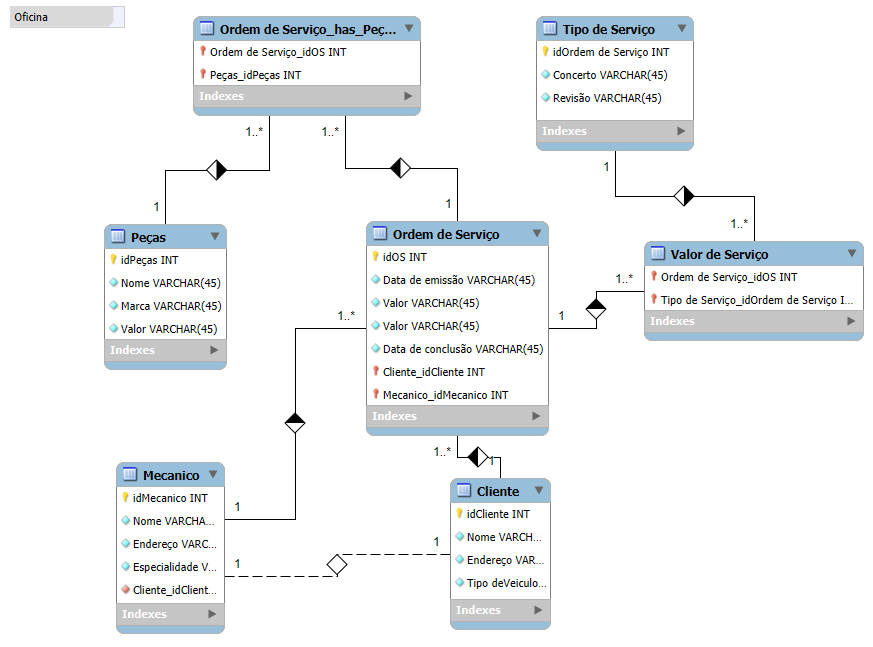 Oficina
Ordem de Serviço_has_Peç...
Ordem de Serviço_idOS INT
Peças_idPeças INT
Indexes
Tipo de Serviço
idOrdem de Serviço INT
Concerto VARCHAR(45)
Revisão VARCHAR(45)
Indexes
1..*
1..*
1
1
1
1..*
Peças
idPeças INT
Nome VARCHAR(45)
Marca VARCHAR(45)
Valor VARCHAR(45)
Indexes
Ordem de Serviço
idOS INT
Data de emissão VARCHAR(45)
Valor VARCHAR(45)
Valor VARCHAR(45)
Data de conclusão VARCHAR(45)
Cliente_idCliente INT
Mecanico_idMecanico INT
Indexes
Valor de Serviço
Ordem de Serviço_idOS INT
Tipo de Serviço_idOrdem de Serviço I...
Indexes
1..*
1
1..*
1..*
1
Mecanico
idMecanico INT
Nome VARCHA...
Endereço VARC...
Especialidade V...
Cliente_idClient...
Indexes
1
1
1
Cliente
idCliente INT
Nome VARCH...
Endereço VAR...
Tipo deVeiculo...
Indexes